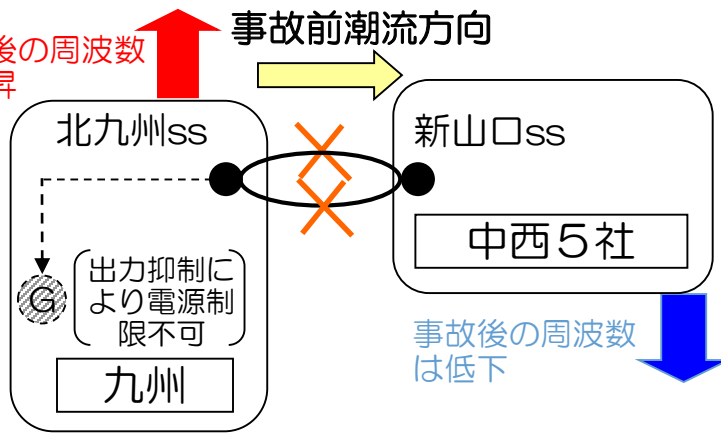 事故前潮流方向
後の周波数
昇
北九州ss
新山口ss
中西５社
G
出力抑制に
より電源制
限不可
九州
事故後の周波数
は低下